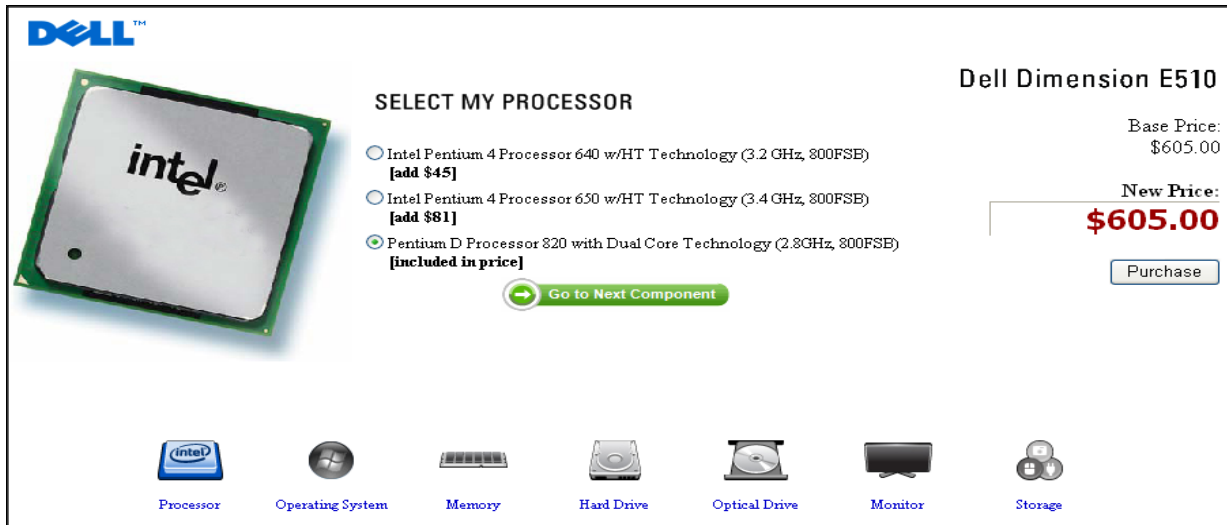 DELL™
intel®
SELECT MY PROCESSOR
Intel Pentium 4 Processor 640 w/HT Technology (3.2 GHz, 800FSB)
[add $45]
Intel Pentium 4 Processor 650 w/HT Technology (3.4 GHz, 800FSB)
[add $81]
Pentium D Processor 820 with Dual Core Technology (2.8GHz, 800FSB)
[included in price]
Go to Next Component
Dell Dimension E510
Base Price:
$605.00
New Price:
$605.00
Purchase
intel
Processor
Operating System
Memory
Hard Drive
Optical Drive
Monitor
Storage